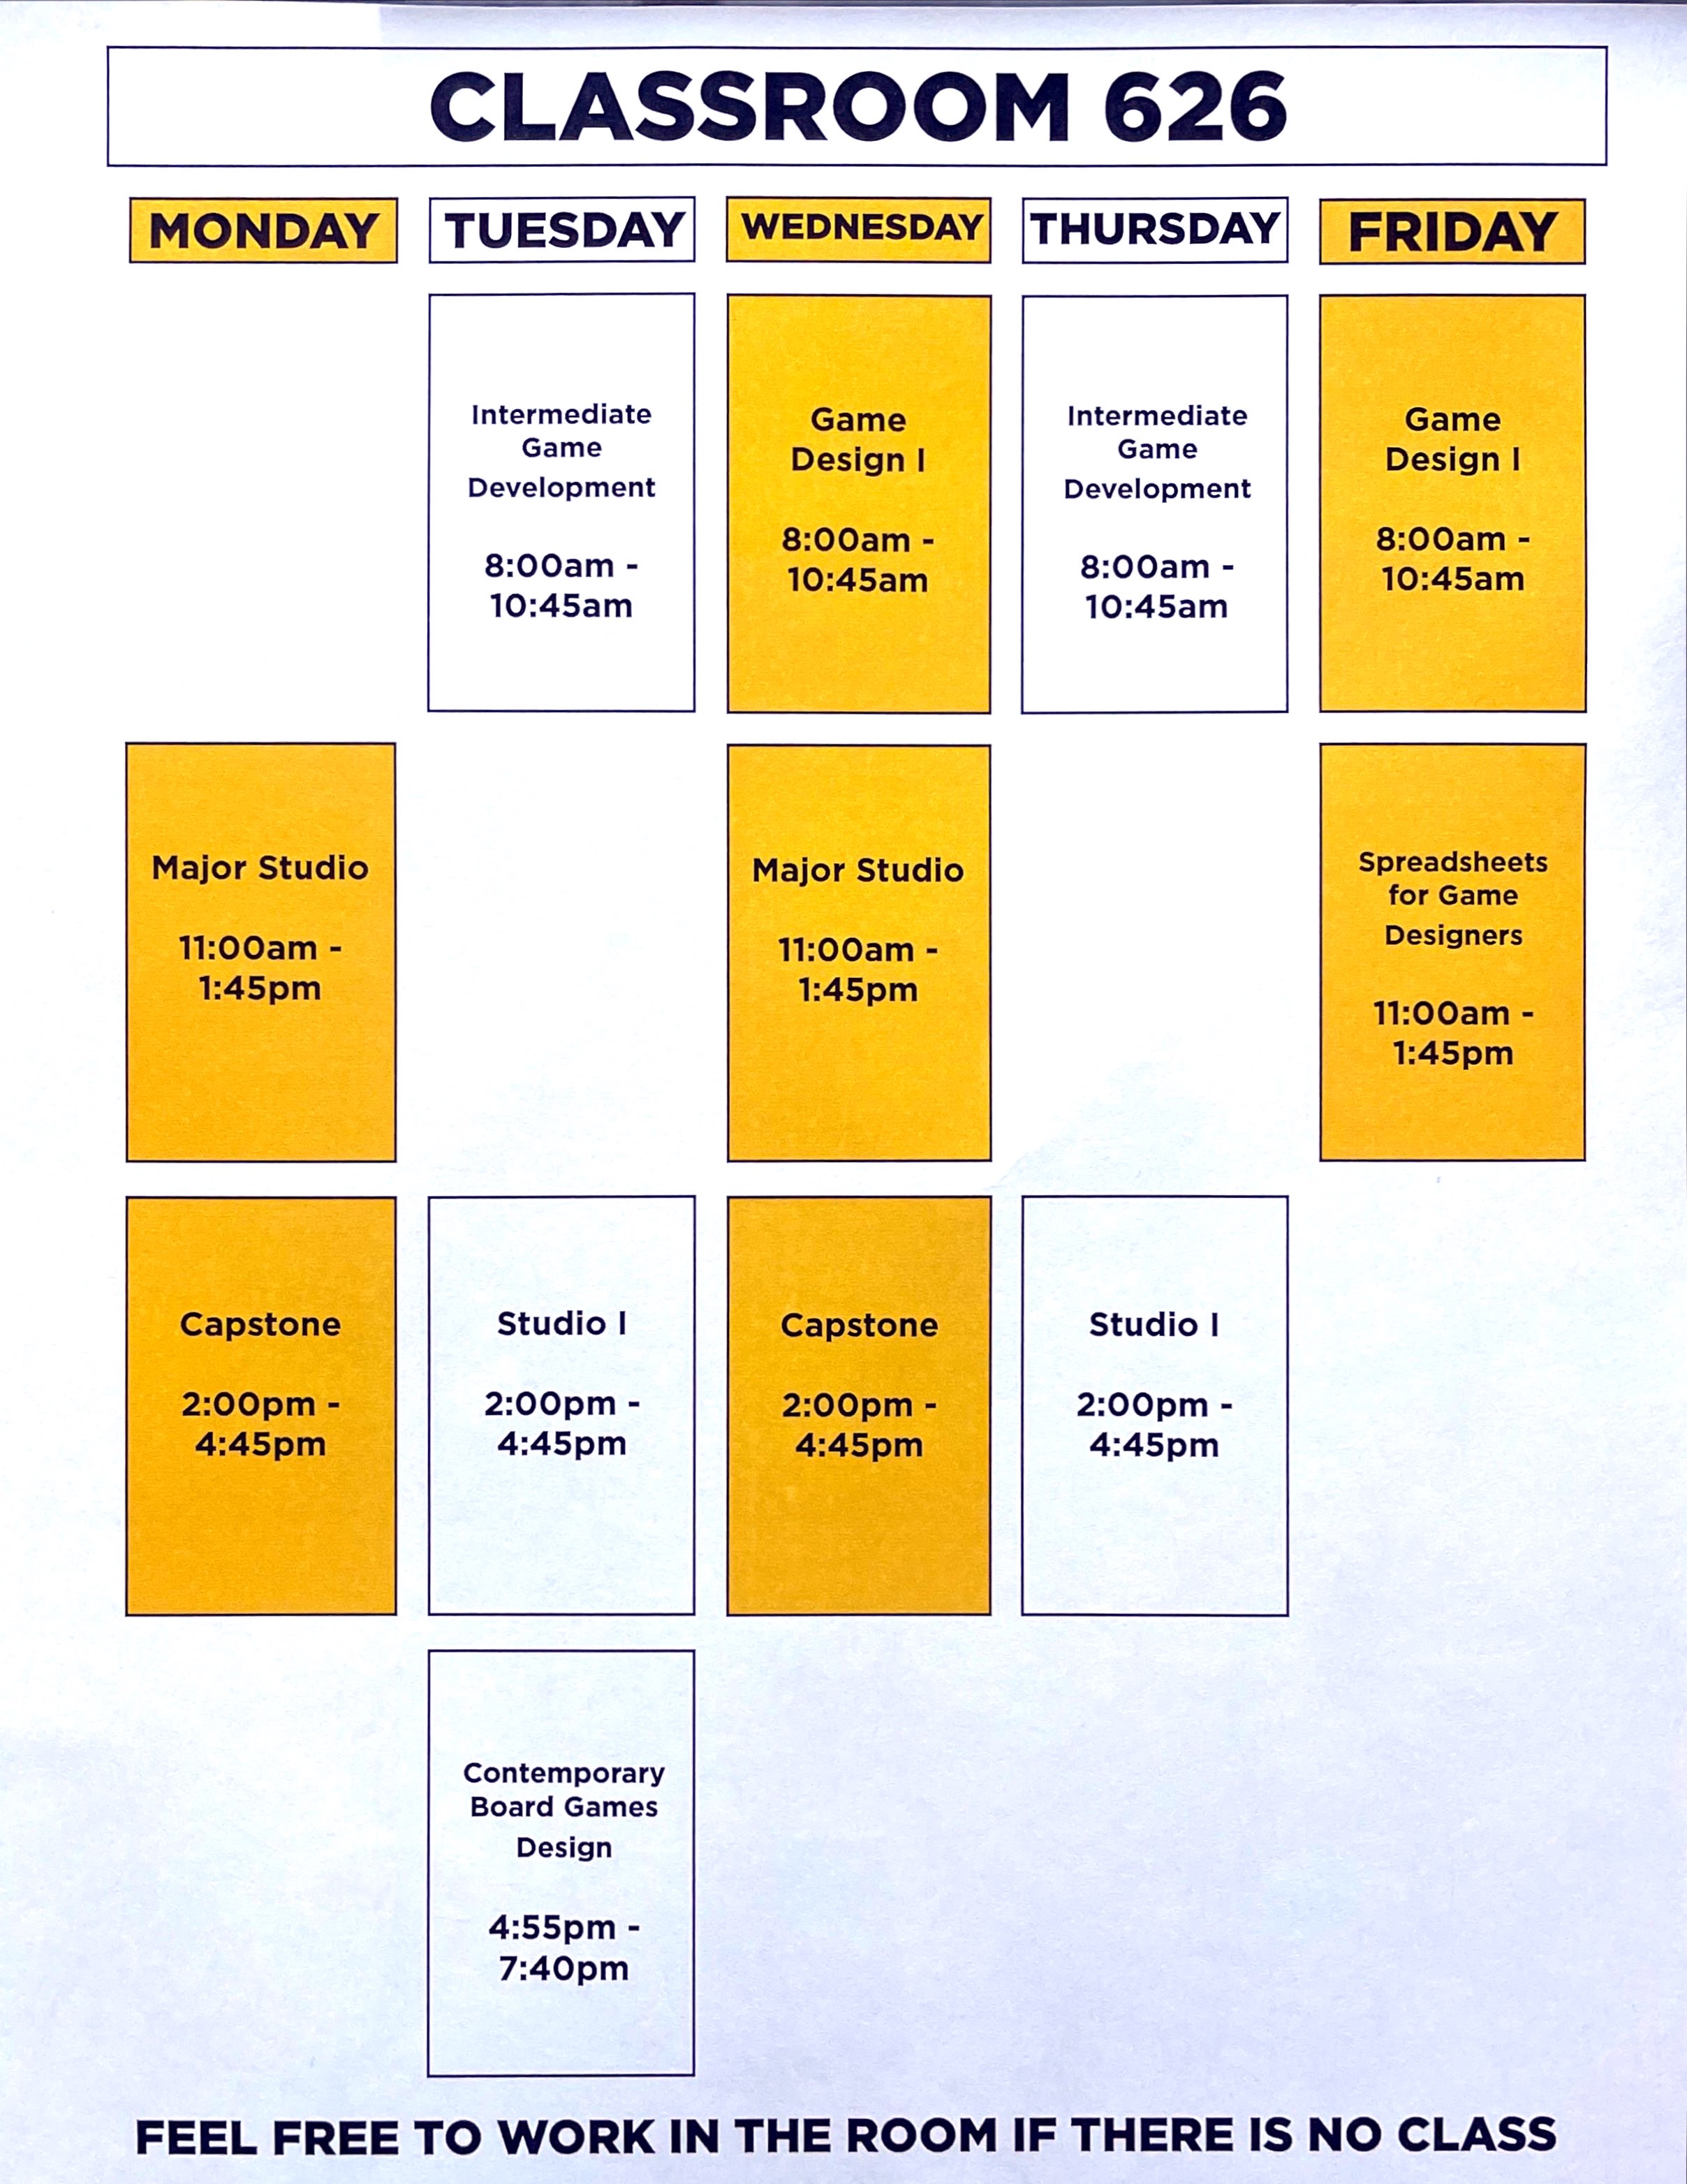 CLASSROOM 626
MONDAY
TUESDAY
WEDNESDAY
THURSDAY
FRIDAY
Intermediate
Game
Development
8:00am -
10:45am
Game
Design I
8:00am -
10:45am
Intermediate
Game
Development
8:00am -
10:45am
Game
Design I
8:00am -
10:45am
Major Studio
11:00am -
1:45pm
Major Studio
11:00am -
1:45pm
Spreadsheets
for Game
Designers
11:00am -
1:45pm
Capstone
2:00pm -
4:45pm
Studio I
2:00pm -
4:45pm
Capstone
2:00pm -
4:45pm
Studio I
2:00pm -
4:45pm
Contemporary
Board Games
Design
4:55pm -
7:40pm
FEEL FREE TO WORK IN THE ROOM IF THERE IS NO CLASS